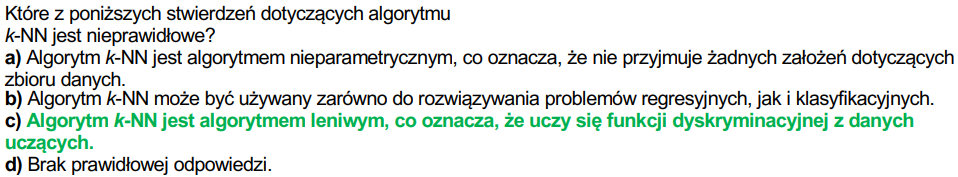 Które z poniższych stwierdzeń dotyczących algorytmu
k-NN jest nieprawidłowe?
a) Algorytm k-NN jest algorytmem nieparametrycznym, co oznacza, że nie przyjmuje żadnych założeń dotyczących
zbioru danych.
b) Algorytm k-NN może być używany zarówno do rozwiązywania problemów regresyjnych, jak i klasyfikacyjnych.
c) Algorytm k-NN jest algorytmem leniwym, co oznacza, że uczy się funkcji dyskryminacyjnej z danych
uczących.
d) Brak prawidłowej odpowiedzi.